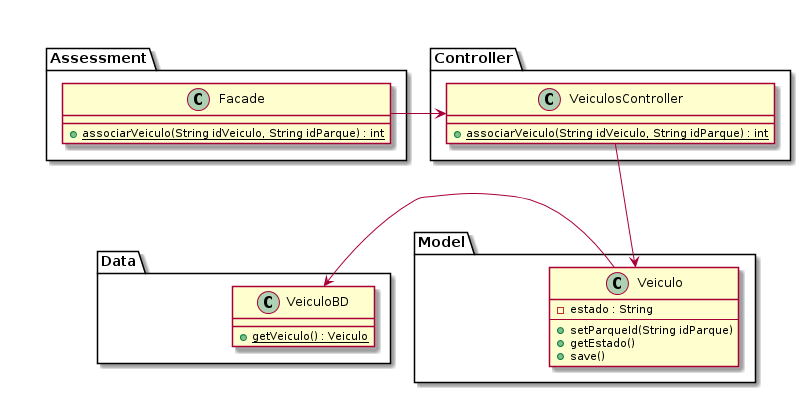 Assessment
C Facade
associarVeiculo(String idVeiculo, String idParque) : int
Controller
C VeiculosController
associarVeiculo(String idVeiculo, String idParque) : int
Data
C VeiculoBD
getVeiculo() : Veiculo
Model
C Veiculo
estado : String
setParqueId(String idParque)
getEstado()
save()